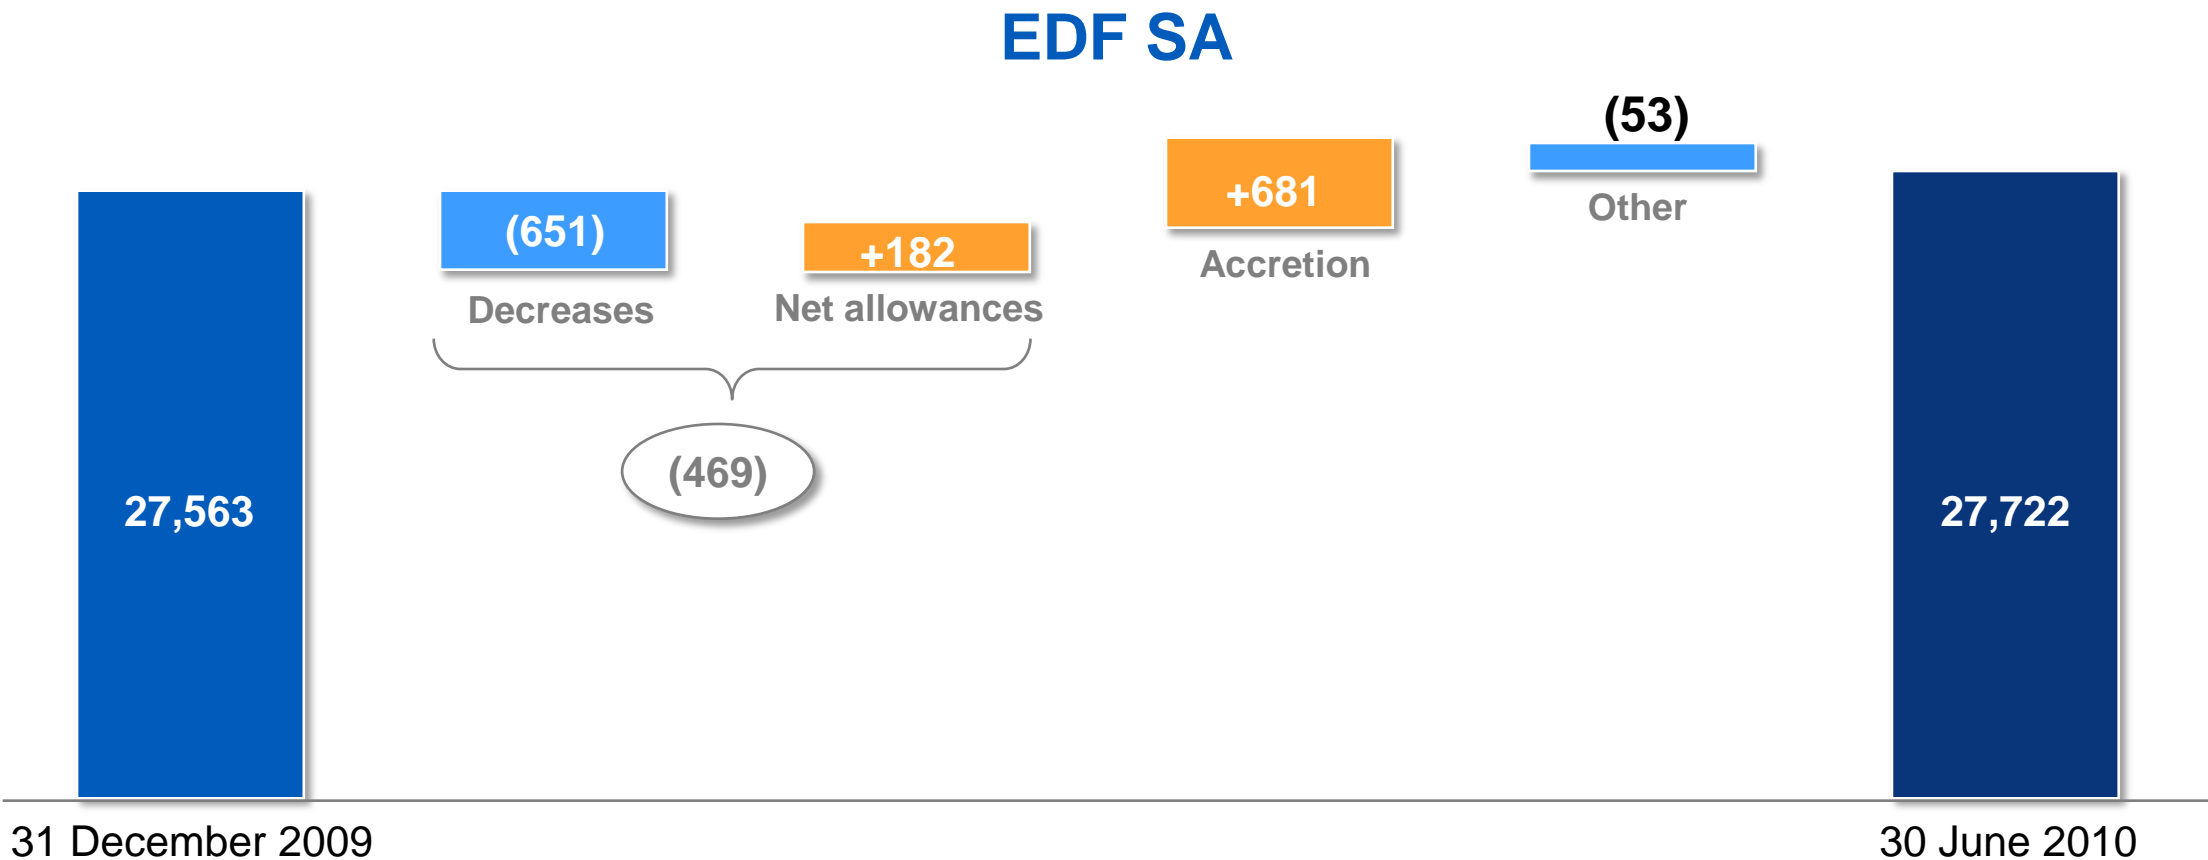 EDF SA
(53)
+681
Other
(651)
+182
Accretion
Decreases
Net allowances
(469)
27,563
27,722
31 December 2009
30 June 2010